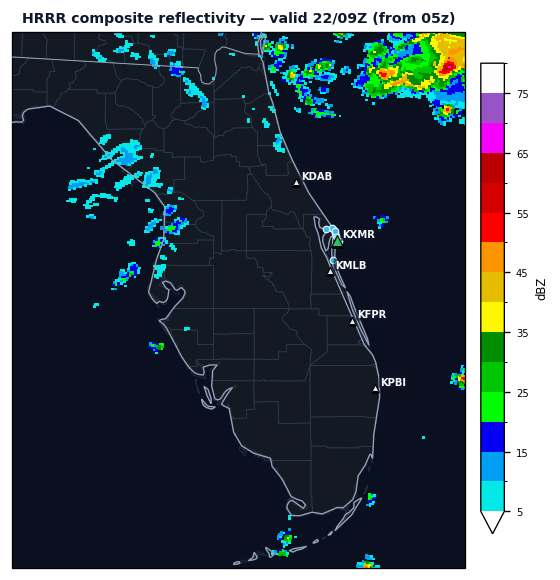 HRRR composite reflectivity — valid 22/09Z (from 05z)
KDAB
KXMR
KMLB
KFPR
KPBI
75
65
55
45
35
25
15
5
dBZ